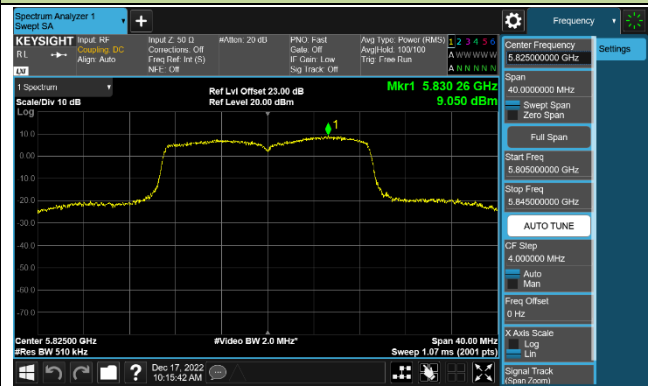 Spectrum Analyzer 1
Swept SA
Frequency
KEYSIGHT
RL
LXI
Input: RF
Coupling: DC
Align: Auto
Input Z: 50 Ω
Corrections: Off
Freq Ref: Int (S)
NFE: Off
#Atten: 20 dB
PNO: Fast
Gate: Off
IF Gain: Low
Sig Track: Off
Avg Type: Power (RMS)
Avg|Hold: 100/100
Trig: Free Run
1 2 3 4 5 6
A W W W W W
A N N N N N
1 Spectrum
Scale/Div 10 dB
Log
Ref Lvl Offset 23.00 dB
Ref Level 20.00 dBm
Mkr1 5.830 26 GHz
9.050 dBm
1
10.0
0.00
-10.0
-20.0
-30.0
-40.0
-50.0
-60.0
-70.0
Center 5.82500 GHz
#Res BW 510 kHz
#Video BW 2.0 MHz*
Span 40.00 MHz
Sweep 1.07 ms (2001 pts)
Center Frequency
5.825000000 GHz
Settings
Span
40.0000000 MHz
Swept Span
Zero Span
Full Span
Start Freq
5.805000000 GHz
Stop Freq
5.845000000 GHz
AUTO TUNE
CF Step
4.000000 MHz
Auto
Man
Freq Offset
0 Hz
X Axis Scale
Log
Lin
Signal Track
(Span Zoom)
Dec 17, 2022
10:15:42 AM